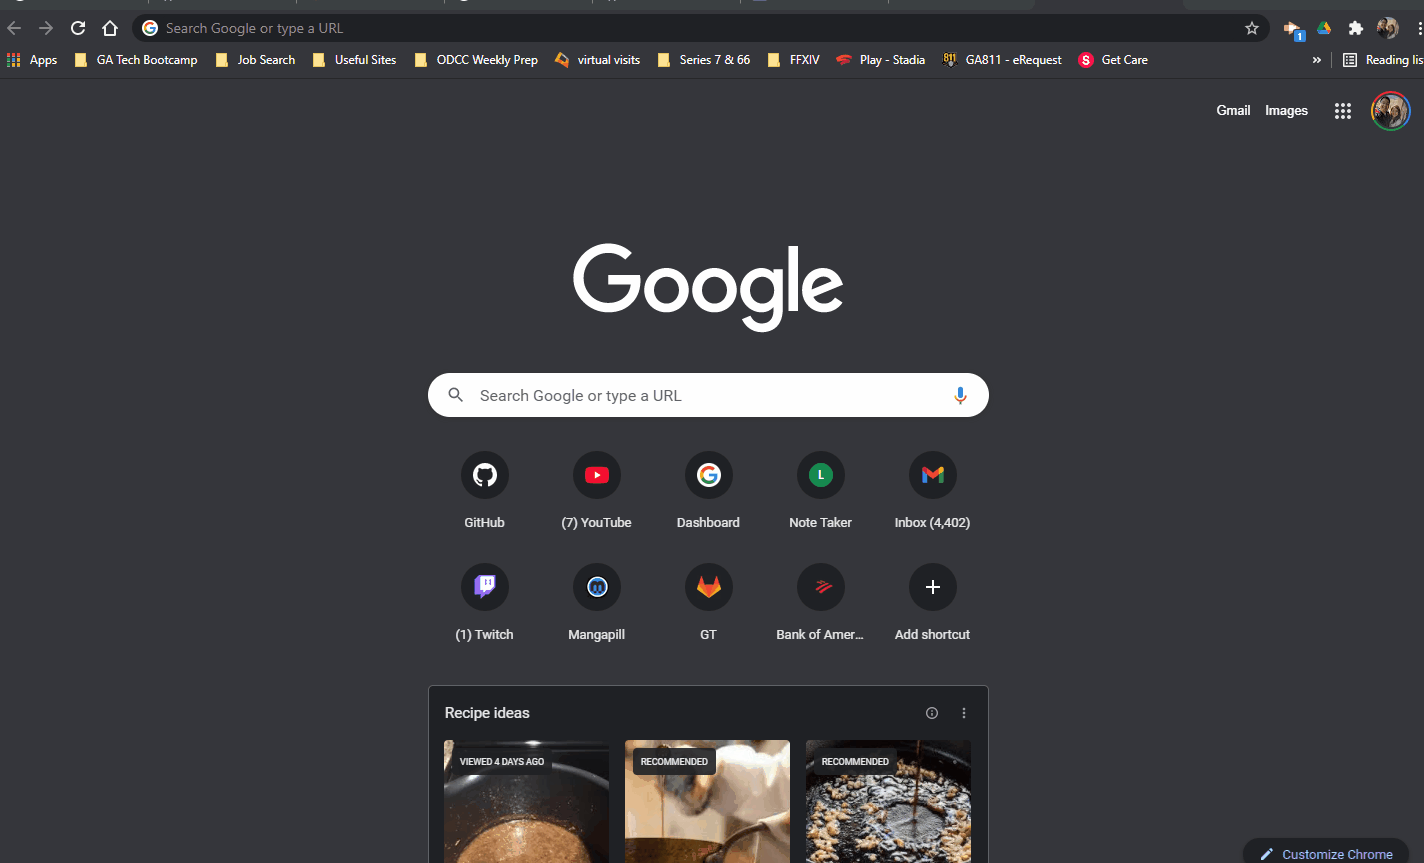 Search Google or type a URL
1
Apps GA Tech Bootcamp Job Search Useful Sites ODCC Weekly Prep virtual visits Series 7 & 66 FFXIV Play - Stadia 811 GA811 - eRequest S Get Care » Reading lis
Gmail Images
Google
Search Google or type a URL
L
GitHub (7) YouTube Dashboard Note Taker Inbox (4,402)
(1) Twitch Mangapill GT Bank of Amer... Add shortcut
Recipe ideas
VIEWED 4 DAYS AGO RECOMMENDED RECOMMENDED
Customize Chrome